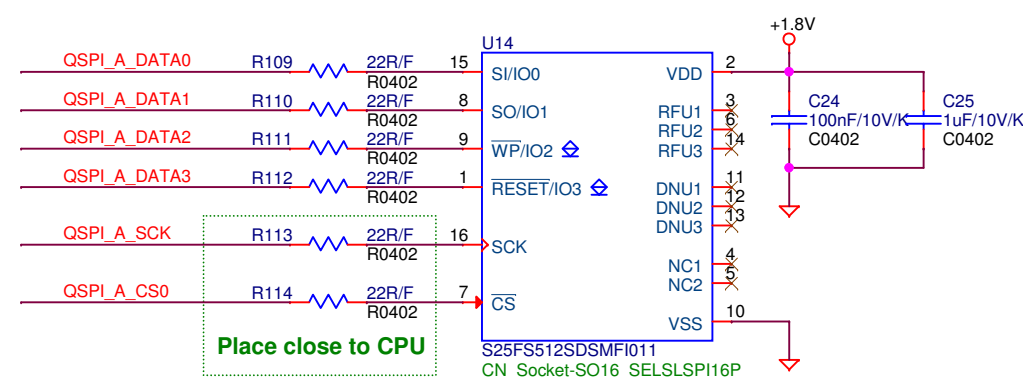 +1.8V
U14
QSPI_A_DATA0 R109 22R/F 15 SI/IO0 VDD 2
R0402
QSPI_A_DATA1 R110 22R/F 8 SO/IO1 RFU1 3 C24 C25
R0402 RFU2 6 100nF/10V/K 1uF/10V/K
QSPI_A_DATA2 R111 22R/F 9 WP/IO2 RFU3 14 C0402 C0402
R0402
QSPI_A_DATA3 R112 22R/F 1 RESET/IO3 DNU1 11
R0402 DNU2 12
DNU3 13
QSPI_A_SCK R113 22R/F 16 SCK
R0402 NC1 4
NC2 5
QSPI_A_CS0 R114 22R/F 7 CS
R0402 VSS 10
Place close to CPU
S25FS512SDSMFI011
CN_Socket-SO16_SELSLSPI16P